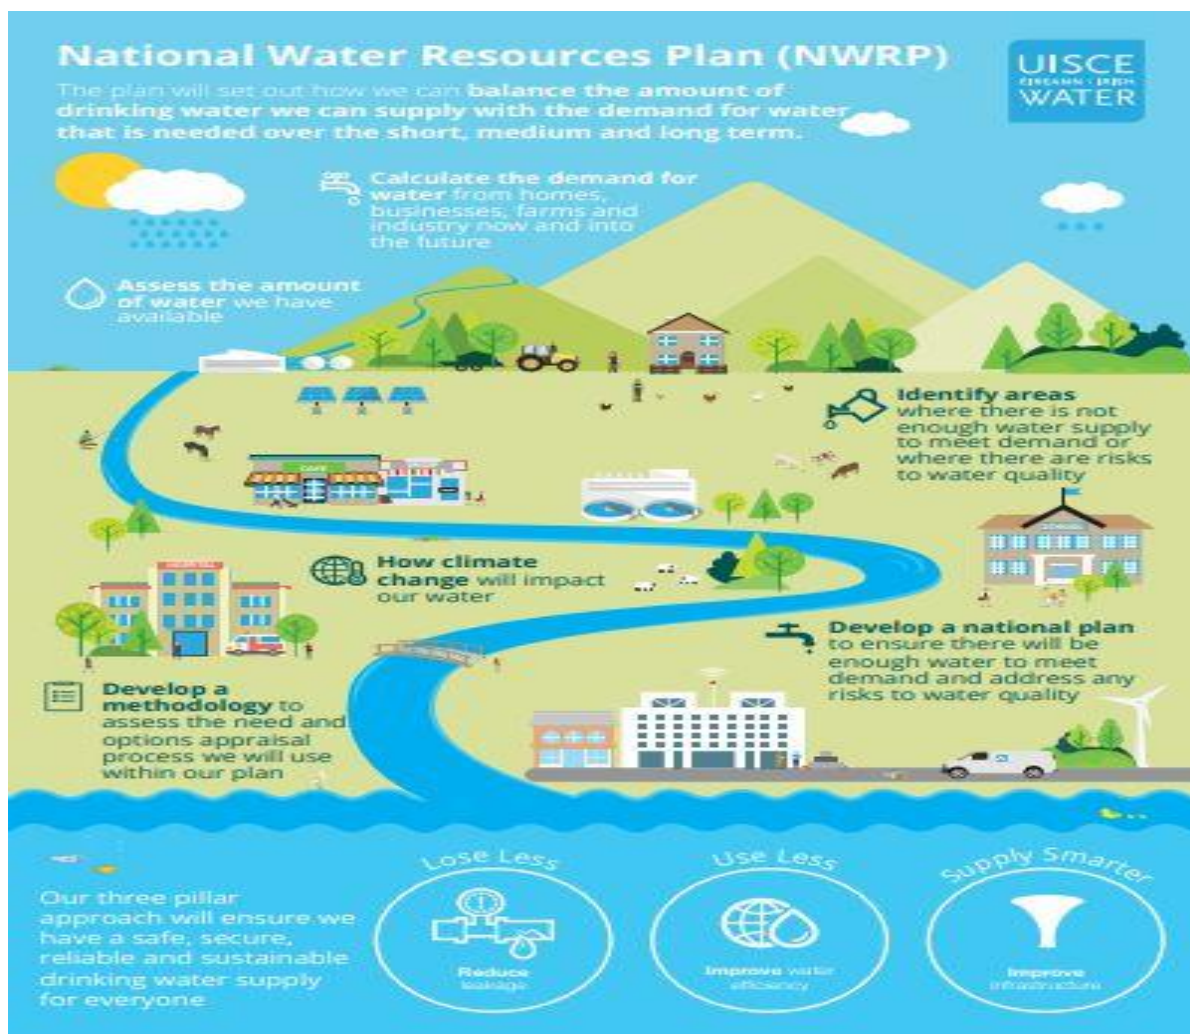 National Water Resources Plan (NWRP)
The plan will set out how we can balance the amount of
drinking water we can supply with the demand for water
that is needed over the short, medium and long term.
UISCE
ÉIREANN : IRISH
WATER
Calculate the demand for
water from homes,
businesses, farms and
industry now and into
the future
Assess the amount
of water we have
available
Identify areas
where there is not
enough water supply
to meet demand or
where there are risks
to water quality
CAFE
SCHOOL
HOSPITAL
How climate
change will impact
our water
Develop a national plan
to ensure there will be
enough water to meet
demand and address any
risks to water quality
Develop a
methodology to
assess the need and
options appraisal
process we will use
within our plan
Our three pillar
approach will ensure we
have a safe, secure,
reliable and sustainable
drinking water supply
for everyone
Lose Less
Reduce
leakage
Use Less
Improve water
efficiency
Supply Smarter
Improve
infrastructure